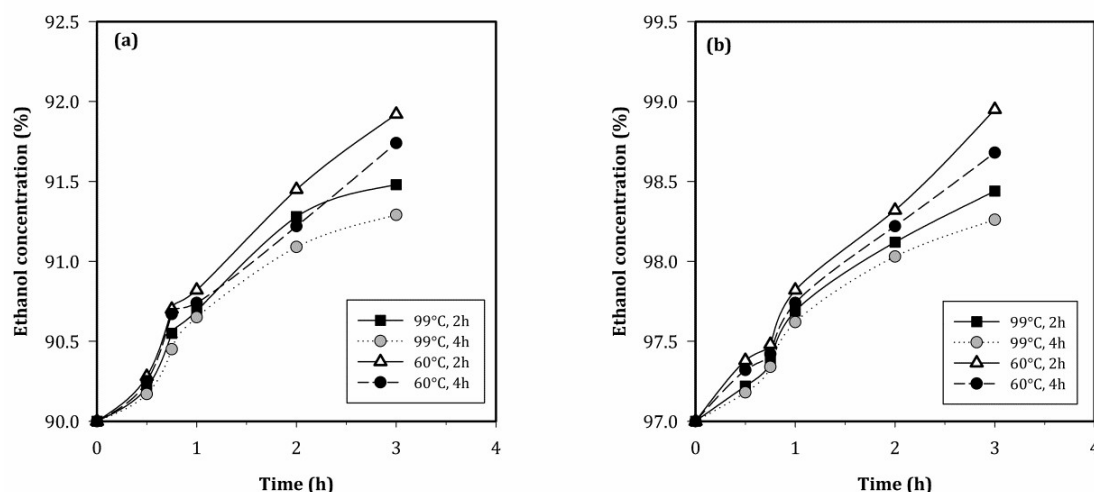 (a)
Ethanol concentration (%)
92.5
92.0
91.5
91.0
90.5
90.0
0
1
2
3
4
Time (h)
99°C, 2h
99°C, 4h
60°C, 2h
60°C, 4h
(b)
Ethanol concentration (%)
99.5
99.0
98.5
98.0
97.5
97.0
0
1
2
3
4
Time (h)
99°C, 2h
99°C, 4h
60°C, 2h
60°C, 4h